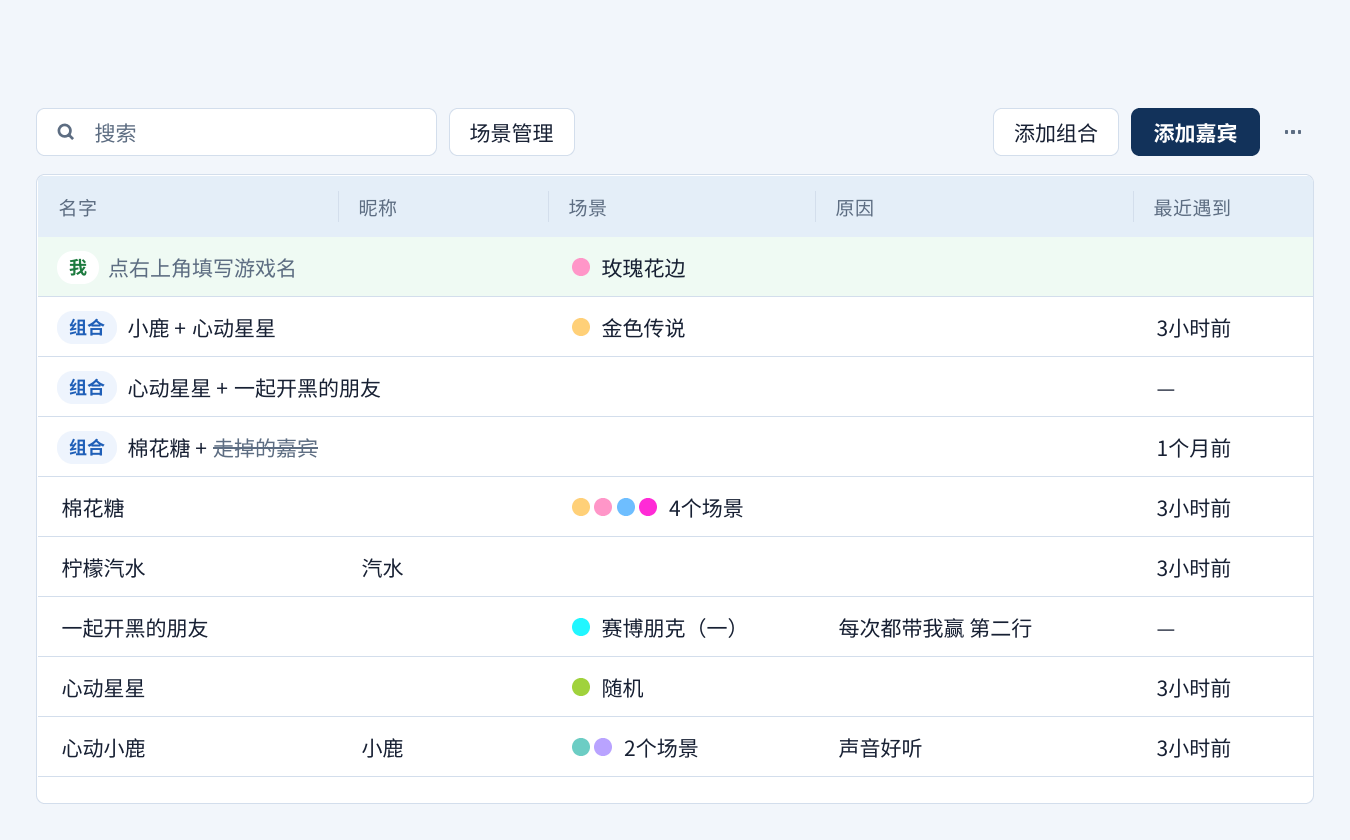 搜索 场景管理 添加组合 添加嘉宾 ···
名字 昵称 场景 原因 最近遇到
我 点右上角填写游戏名 玫瑰花边
组合 小鹿 + 心动星星 金色传说 3小时前
组合 心动星星 + 一起开黑的朋友 —
组合 棉花糖 + 走掉的嘉宾 1个月前
棉花糖 4个场景 3小时前
柠檬汽水 汽水 3小时前
一起开黑的朋友 赛博朋克（一） 每次都带我赢 第二行 —
心动星星 随机 3小时前
心动小鹿 小鹿 2个场景 声音好听 3小时前